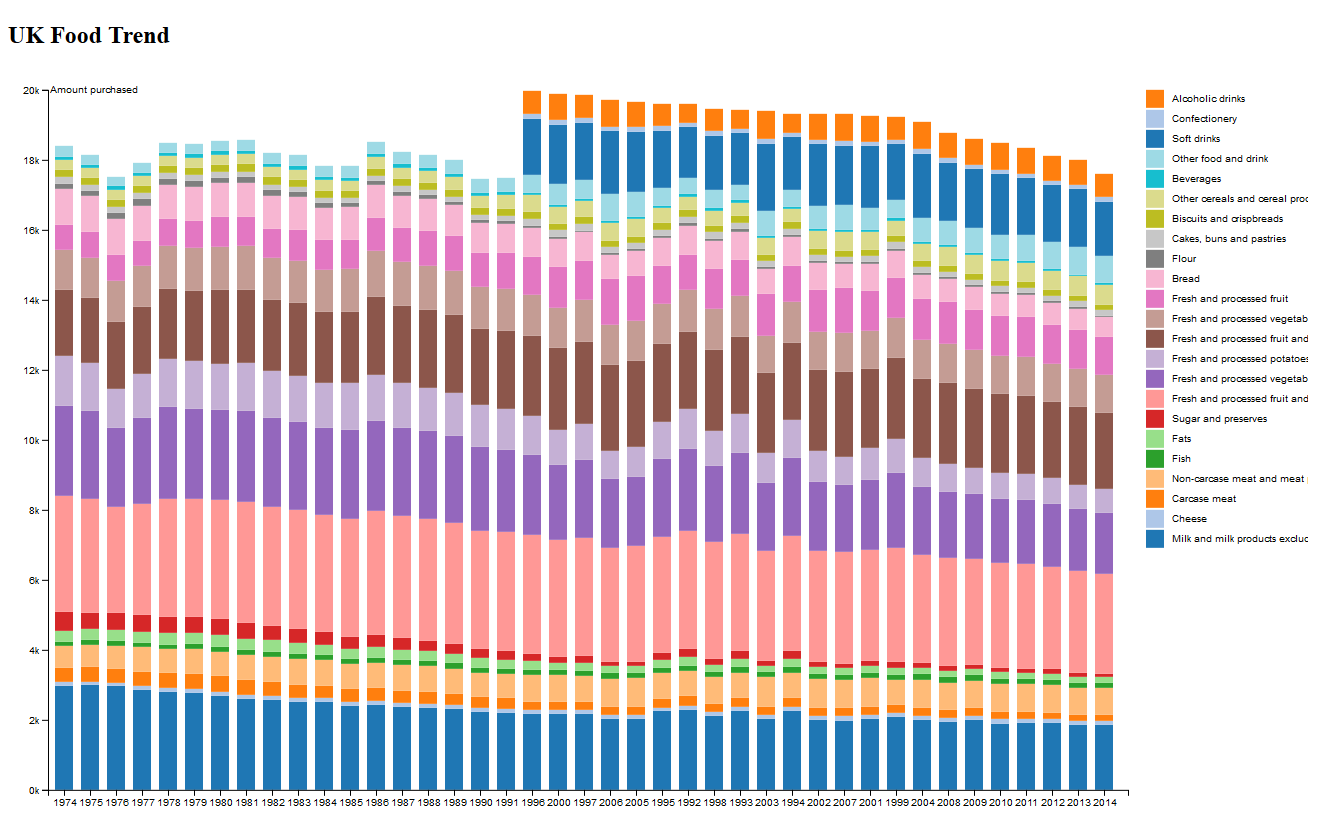 UK Food Trend
Amount purchased
20k
18k
16k
14k
12k
10k
8k
6k
4k
2k
0k
1974 1975 1976 1977 1978 1979 1980 1981 1982 1983 1984 1985 1986 1987 1988 1989 1990 1991 1996 2000 1997 2006 2005 1995 1992 1998 1993 2003 1994 2002 2007 2001 1999 2004 2008 2009 2010 2011 2012 2013 2014
Alcoholic drinks
Confectionery
Soft drinks
Other food and drink
Beverages
Other cereals and cereal proc
Biscuits and crispbreads
Cakes, buns and pastries
Flour
Bread
Fresh and processed fruit
Fresh and processed vegetab
Fresh and processed fruit and
Fresh and processed potatoes
Fresh and processed vegetab
Fresh and processed fruit and
Sugar and preserves
Fats
Fish
Non-carcase meat and meat
Carcase meat
Cheese
Milk and milk products exclud